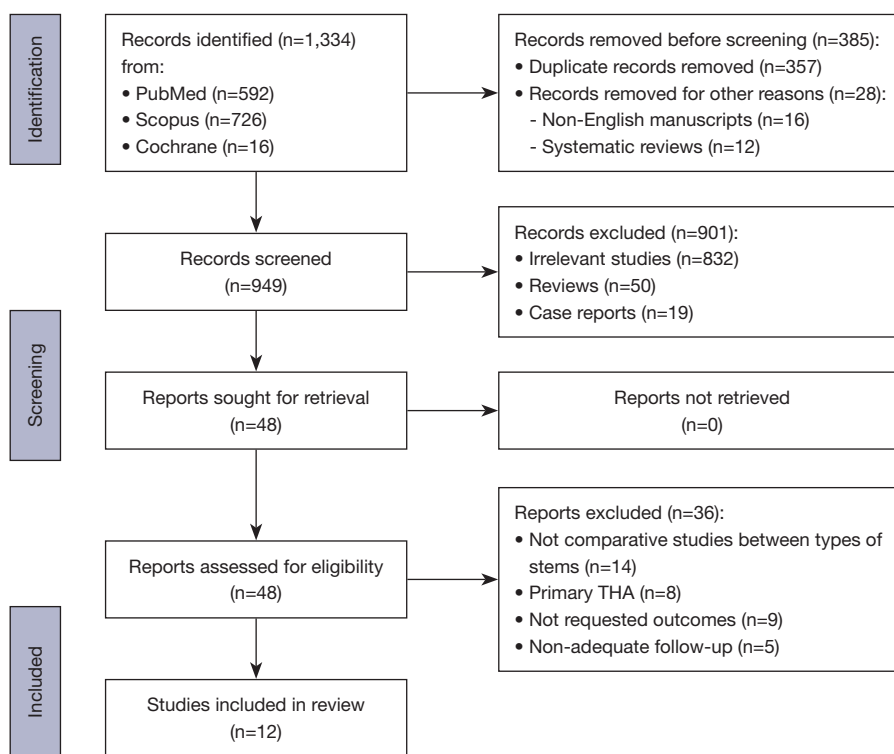 Identification
Records identified (n=1,334)
from:
• PubMed (n=592)
• Scopus (n=726)
• Cochrane (n=16)
Records removed before screening (n=385):
• Duplicate records removed (n=357)
• Records removed for other reasons (n=28):
- Non-English manuscripts (n=16)
- Systematic reviews (n=12)
Screening
Records screened
(n=949)
Records excluded (n=901):
• Irrelevant studies (n=832)
• Reviews (n=50)
• Case reports (n=19)
Reports sought for retrieval
(n=48)
Reports not retrieved
(n=0)
Reports assessed for eligibility
(n=48)
Reports excluded (n=36):
• Not comparative studies between types of
stems (n=14)
• Primary THA (n=8)
• Not requested outcomes (n=9)
• Non-adequate follow-up (n=5)
Included
Studies included in review
(n=12)